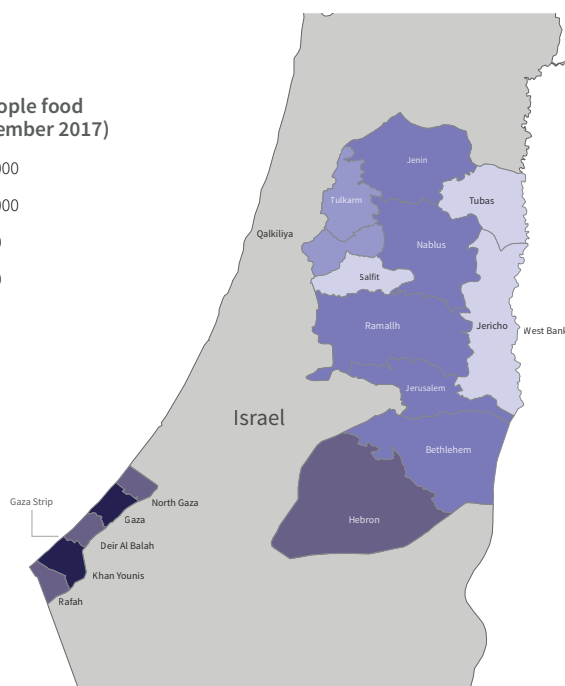 ople food
ember 2017)
000
000
0
0
Jenin
Tulkarm
Tubas
Qalkiliya
Nablus
Salfit
Ramallh
Jericho
West Bank
Jerusalem
Israel
Bethlehem
Gaza Strip
North Gaza
Gaza
Hebron
Deir Al Balah
Khan Younis
Rafah